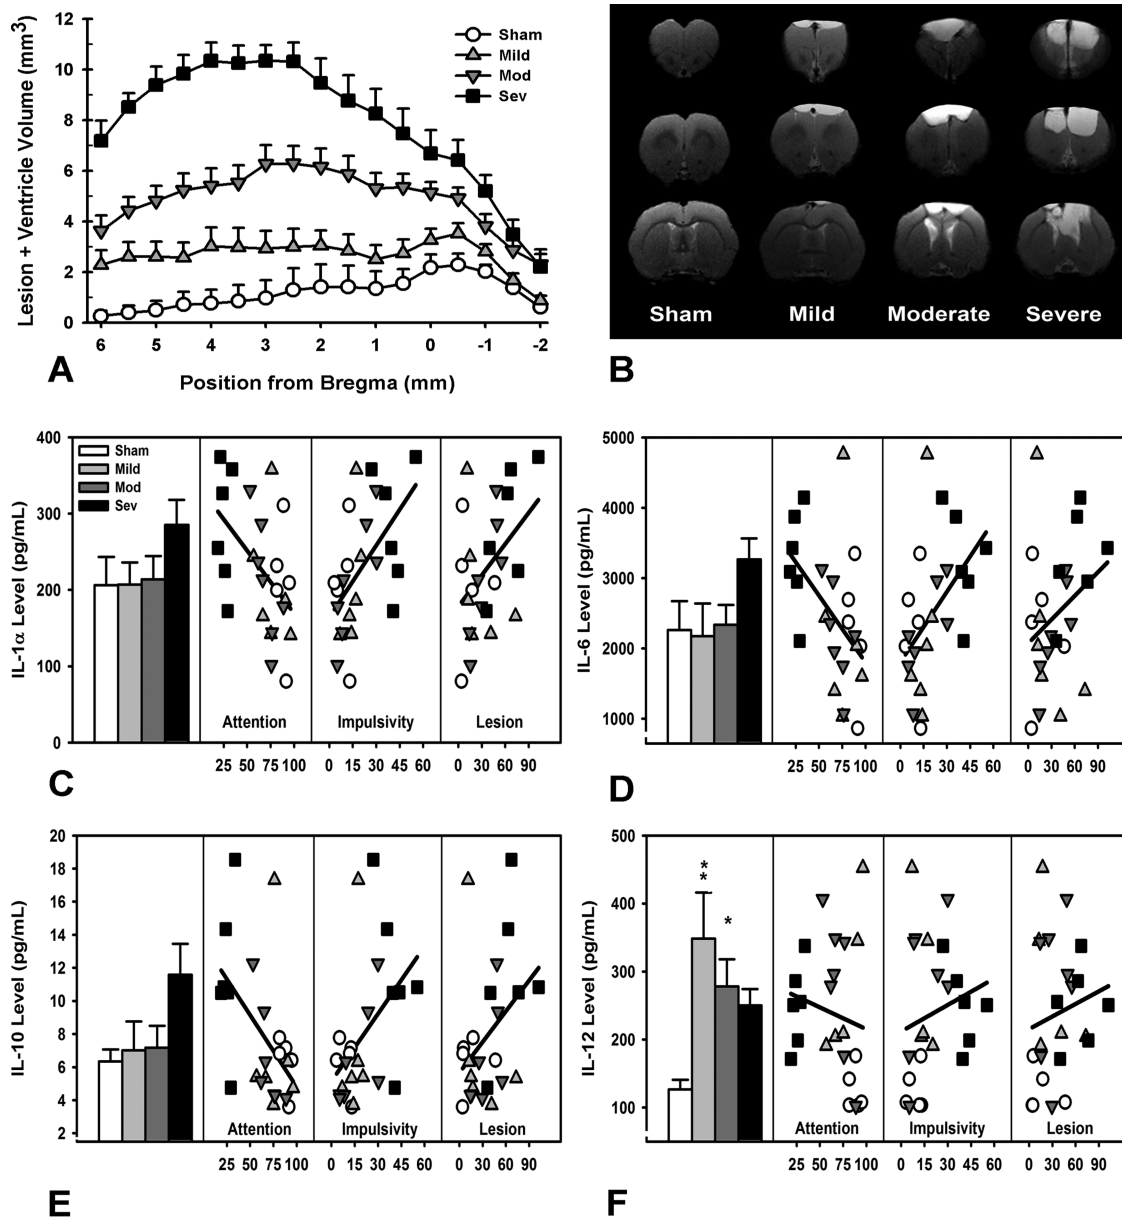 Lesion + Ventricle Volume (mm³)
12
10
8
6
4
2
0
Sham
Mild
Mod
Sev
6 5 4 3 2 1 0 -1 -2
Position from Bregma (mm)
A
Sham Mild Moderate Severe
B
IL-1α Level (pg/mL)
400
300
200
100
0
Sham
Mild
Mod
Sev
Attention Impulsivity Lesion
25 50 75 100 0 15 30 45 60 0 30 60 90
C
IL-6 Level (pg/mL)
5000
4000
3000
2000
1000
25 50 75 100 0 15 30 45 60 0 30 60 90
D
IL-10 Level (pg/mL)
20
18
16
14
12
10
8
6
4
2
Attention Impulsivity Lesion
25 50 75 100 0 15 30 45 60 0 30 60 90
E
IL-12 Level (pg/mL)
500
400
300
200
100
*
*
*
Attention Impulsivity Lesion
25 50 75 100 0 15 30 45 60 0 30 60 90
F